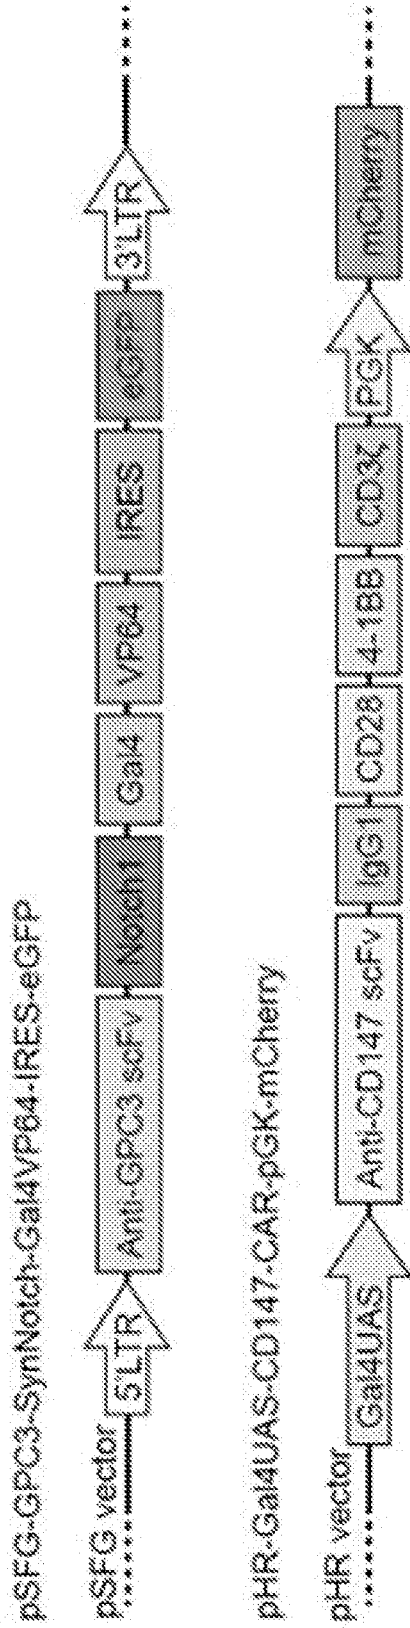 pSFG-GPC3-SynNotch-Gal4VP64-IRES-eGFP
pSFG vector
5'LTR Anti-GPC3 scFv Notch1 Gal4 VP64 IRES eGFP 3'LTR
pHR-Gal4UAS-CD147-CAR-pGK-mCherry
pHR vector
Gal4UAS Anti-CD147 scFv IgG1 CD28 4-1BB CD3ζ PGK mCherry